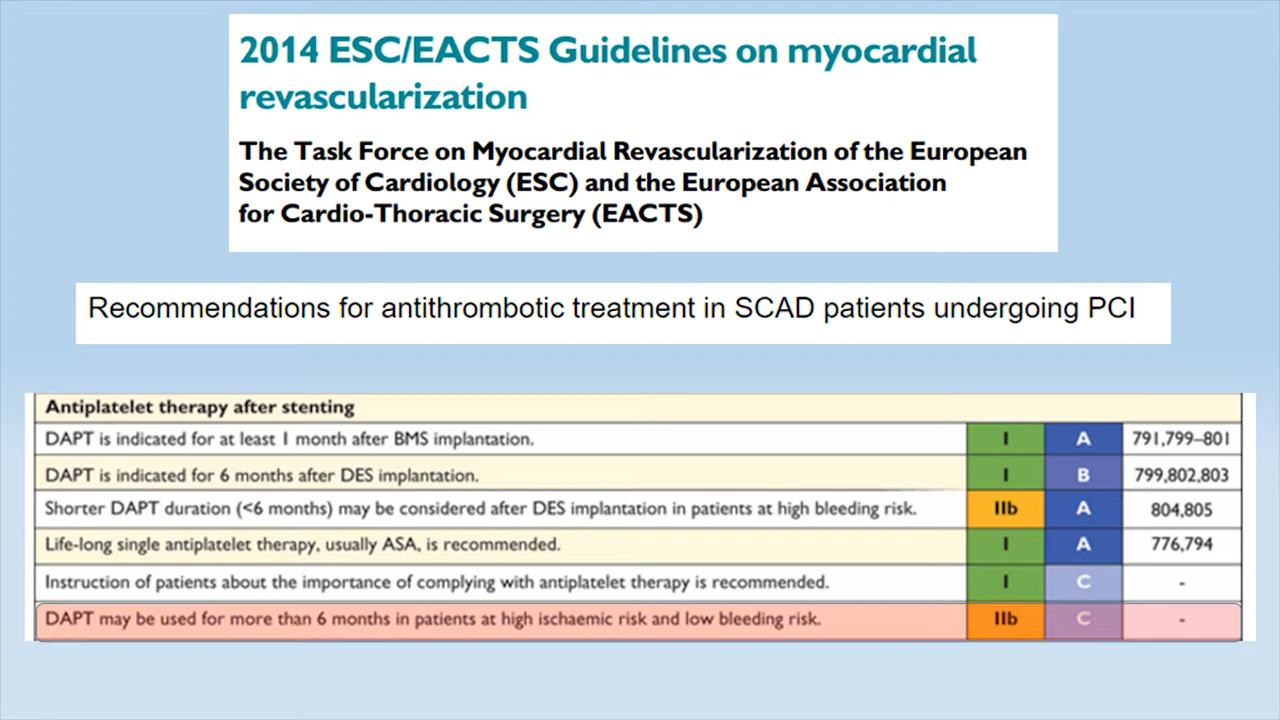 2014 ESC/EACTS Guidelines on myocardial
revascularization
The Task Force on Myocardial Revascularization of the European
Society of Cardiology (ESC) and the European Association
for Cardio-Thoracic Surgery (EACTS)
Recommendations for antithrombotic treatment in SCAD patients undergoing PCI
Antiplatelet therapy after stenting
DAPT is indicated for at least 1 month after BMS implantation. I A 791,799–801
DAPT is indicated for 6 months after DES implantation. I B 799,802,803
Shorter DAPT duration (<6 months) may be considered after DES implantation in patients at high bleeding risk. IIb A 804,805
Life-long single antiplatelet therapy, usually ASA, is recommended. I A 776,794
Instruction of patients about the importance of complying with antiplatelet therapy is recommended. I C -
DAPT may be used for more than 6 months in patients at high ischaemic risk and low bleeding risk. IIb C -